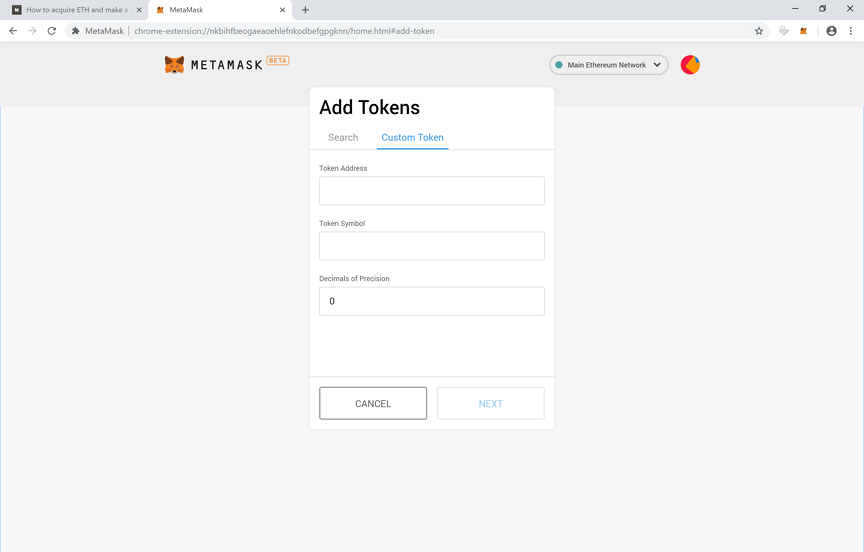 How to acquire ETH and make a
MetaMask
MetaMask
chrome-extension://nkbihfbeogaeaoehlefnkodbefgpgknn/home.html#add-token
METAMASK
BETA
Main Ethereum Network
Add Tokens
Search
Custom Token
Token Address
Token Symbol
Decimals of Precision
0
CANCEL
NEXT